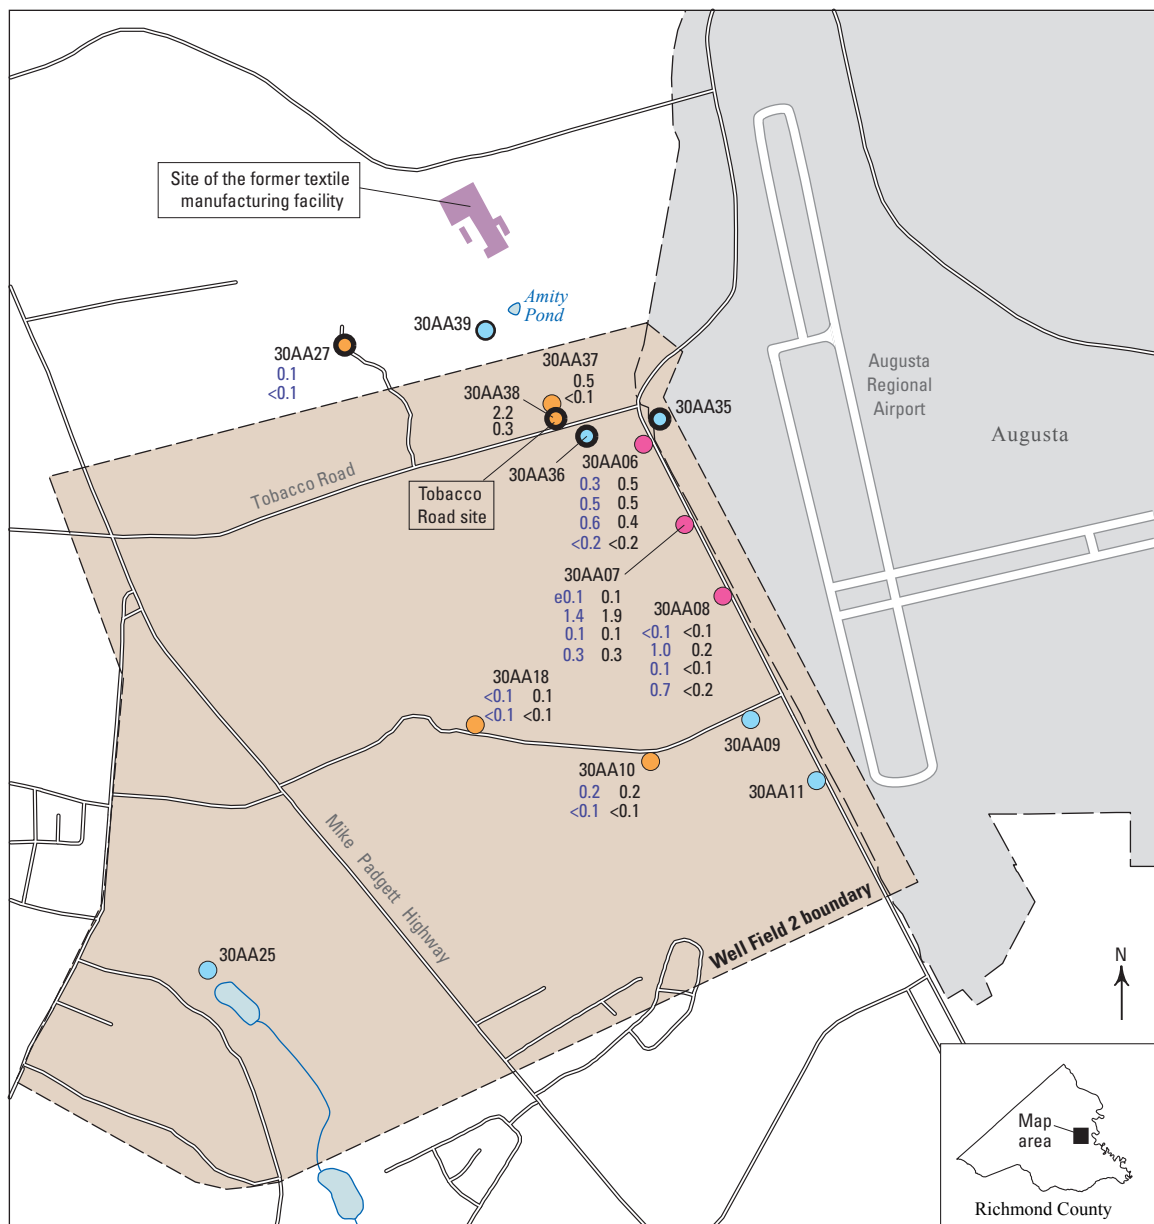 Site of the former textile
manufacturing facility
Amity
Pond
30AA39
30AA27
0.1
<0.1
30AA37
0.5
<0.1
30AA38
2.2
0.3
30AA35
Augusta
Regional
Airport
Augusta
Tobacco Road
Tobacco
Road site
30AA36
30AA06
0.3 0.5
0.5 0.5
0.6 0.4
<0.2 <0.2
30AA07
e0.1 0.1
1.4 1.9
0.1 0.1
0.3 0.3
30AA08
<0.1 <0.1
1.0 0.2
0.1 <0.1
0.7 <0.2
30AA18
<0.1 0.1
<0.1 <0.1
30AA09
30AA10
0.2 0.2
<0.1 <0.1
30AA11
Mike Padgett Highway
Well Field 2 boundary
30AA25
N
Map
area
Richmond County